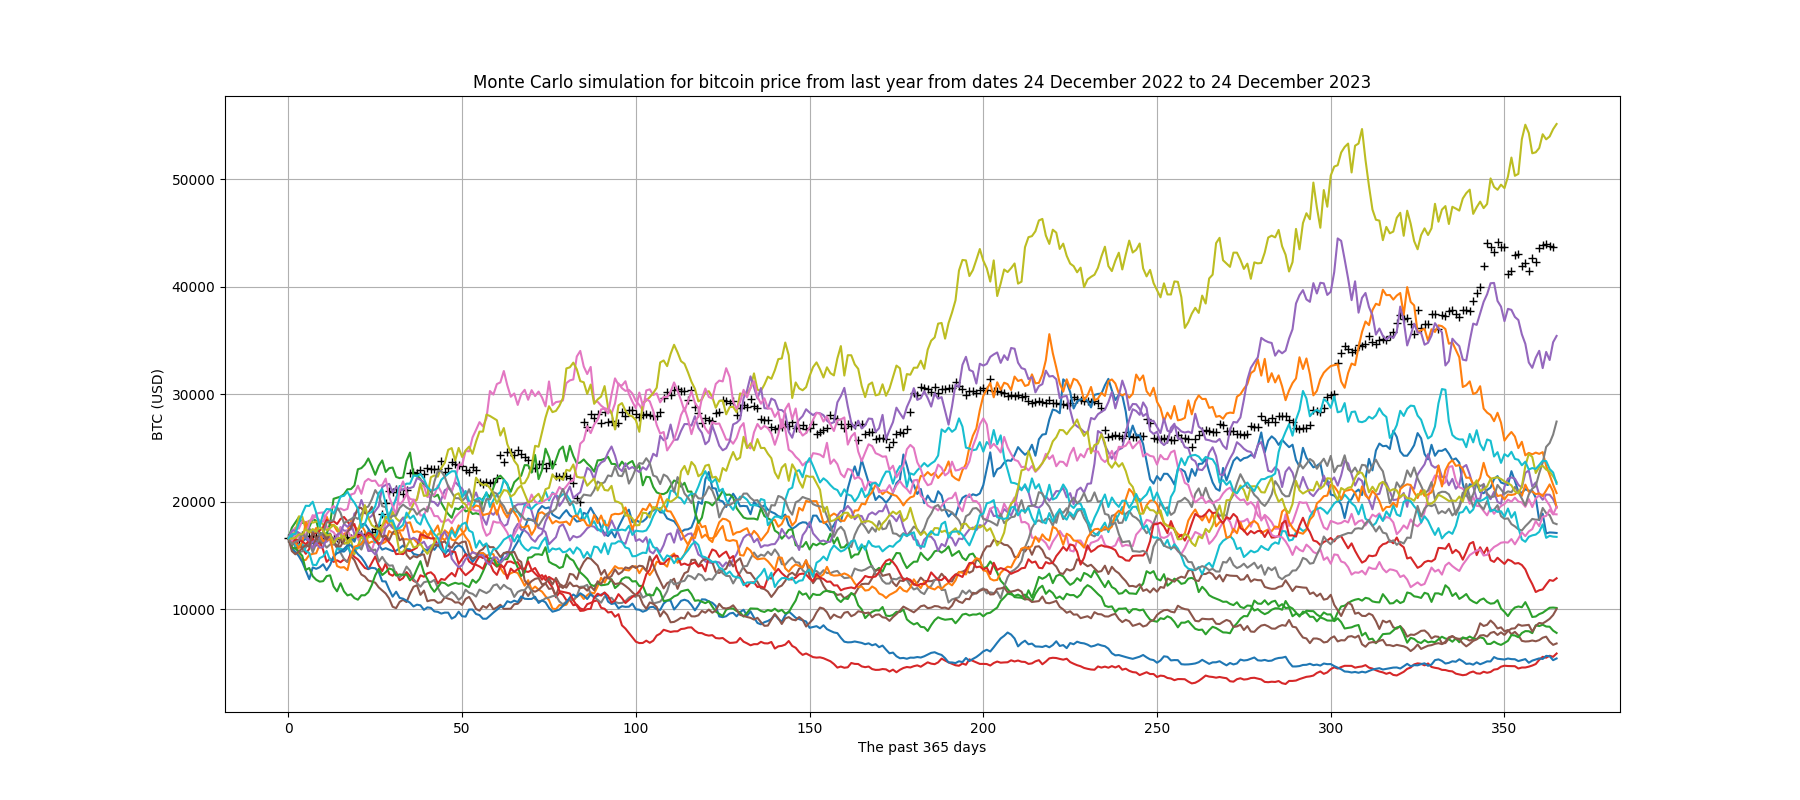 Monte Carlo simulation for bitcoin price from last year from dates 24 December 2022 to 24 December 2023
50000
40000
30000
20000
10000
BTC (USD)
0 50 100 150 200 250 300 350
The past 365 days